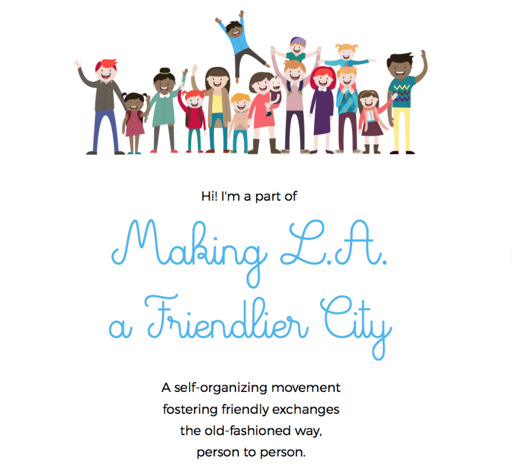 Hi! I'm a part of
Making L.A.
a Friendlier City
A self-organizing movement
fostering friendly exchanges
the old-fashioned way,
person to person.